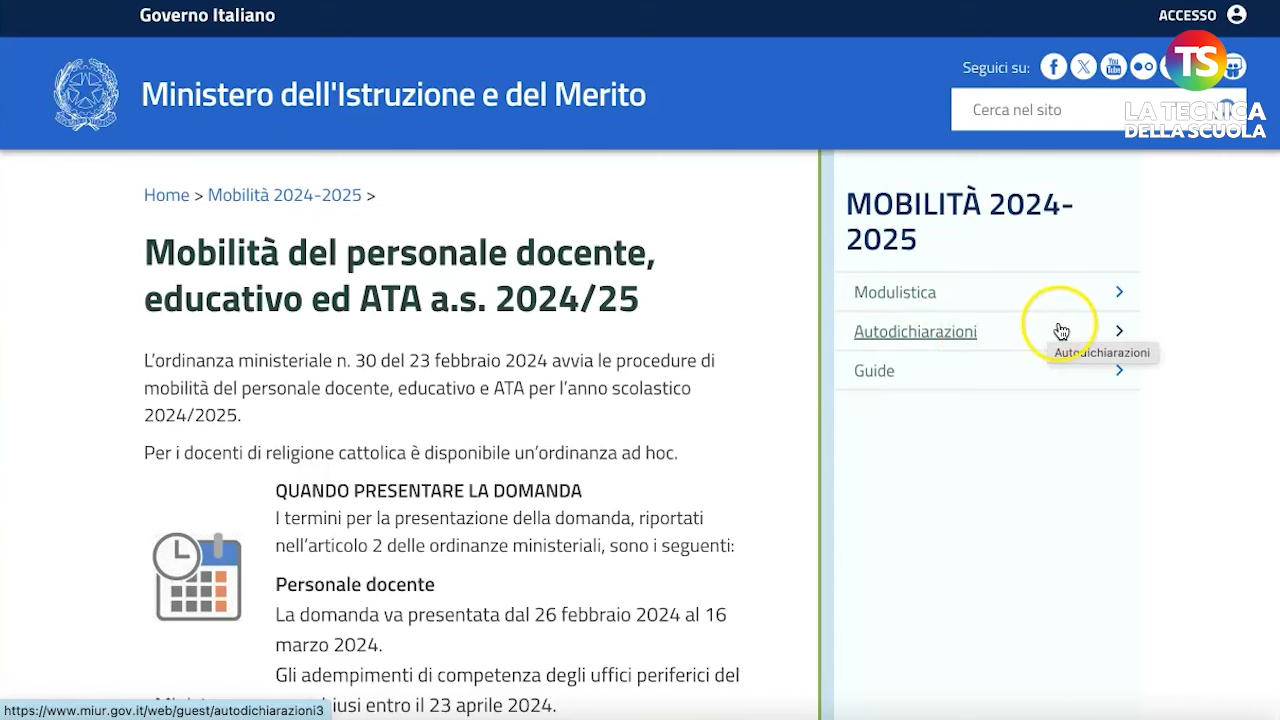 Governo Italiano
ACCESSO
Ministero dell'Istruzione e del Merito
Seguici su:
TS
Cerca nel sito
LA TECNICA
DELLA SCUOLA
Home > Mobilità 2024-2025 >
Mobilità del personale docente,
educativo ed ATA a.s. 2024/25
L’ordinanza ministeriale n. 30 del 23 febbraio 2024 avvia le procedure di
mobilità del personale docente, educativo e ATA per l’anno scolastico
2024/2025.
Per i docenti di religione cattolica è disponibile un’ordinanza ad hoc.
QUANDO PRESENTARE LA DOMANDA
I termini per la presentazione della domanda, riportati
nell’articolo 2 delle ordinanze ministeriali, sono i seguenti:
Personale docente
La domanda va presentata dal 26 febbraio 2024 al 16
marzo 2024.
Gli adempimenti di competenza degli uffici periferici del
entro il 23 aprile 2024.
MOBILITÀ 2024-
2025
Modulistica
Autodichiarazioni
Autodichiarazioni
Guide
https://www.miur.gov.it/web/guest/autodichiarazioni3